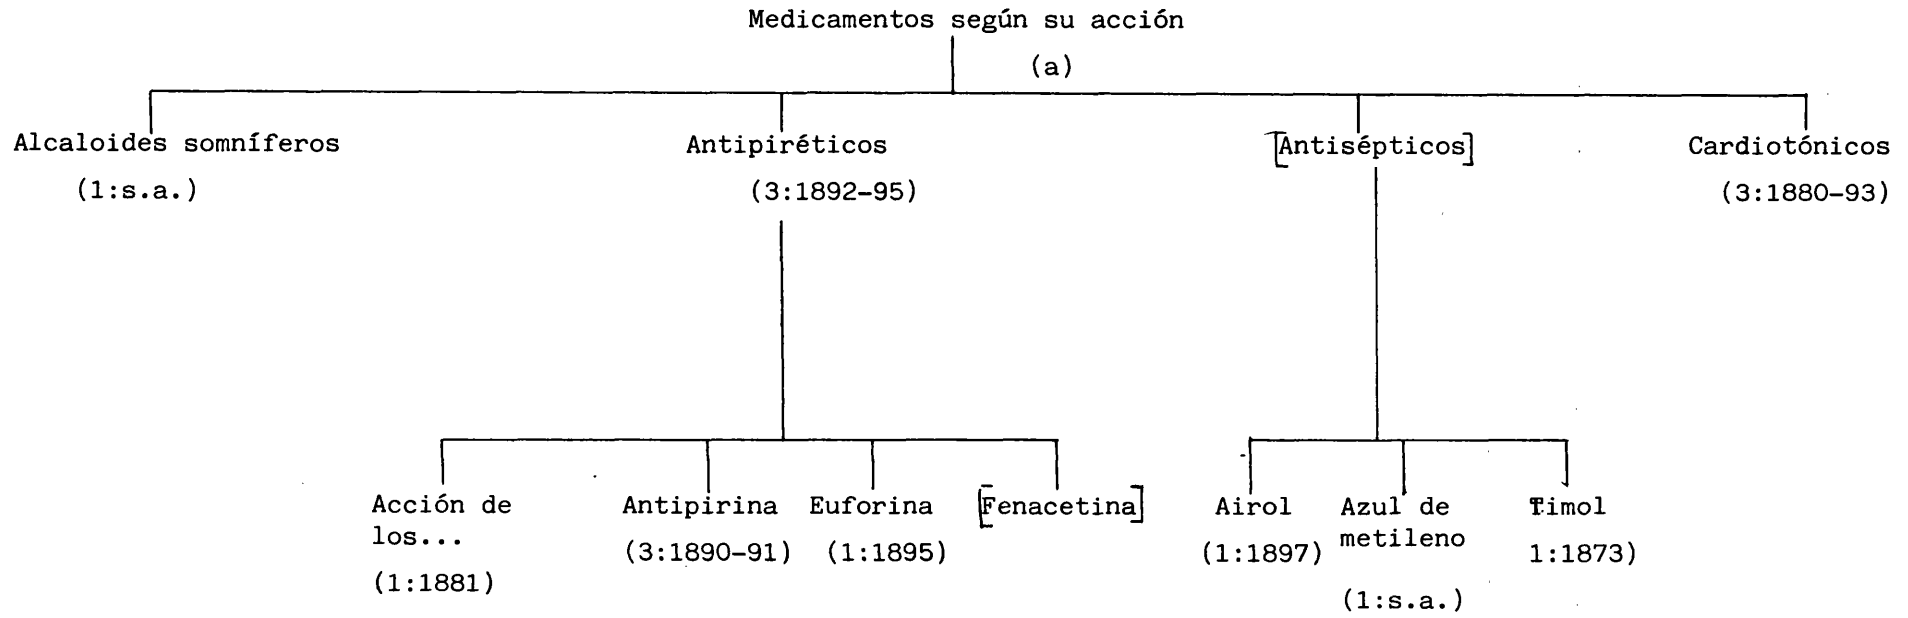 Medicamentos según su acción
(a)
Alcaloides somníferos
(1:s.a.)
Antipiréticos
(3:1892-95)
[Antisépticos]
Cardiotónicos
(3:1880-93)
Acción de
los...
(1:1881)
Antipirina
(3:1890-91)
Euforina
(1:1895)
[Fenacetina]
Airol
(1:1897)
Azul de
metileno
(1:s.a.)
Timol
1:1873)